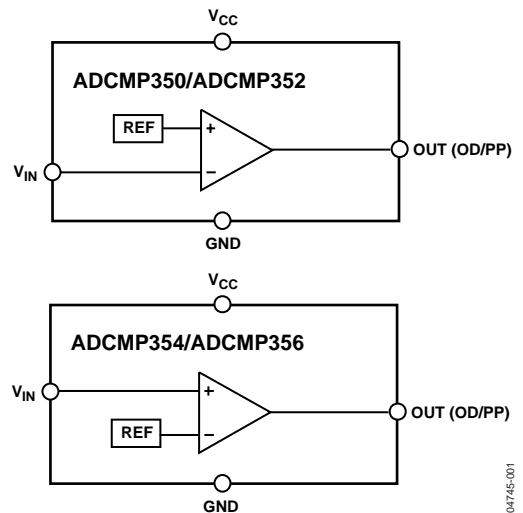 VCC
ADCMP350/ADCMP352
REF
+
VIN
−
OUT (OD/PP)
GND
VCC
ADCMP354/ADCMP356
VIN
+
REF
−
OUT (OD/PP)
GND
04745-001